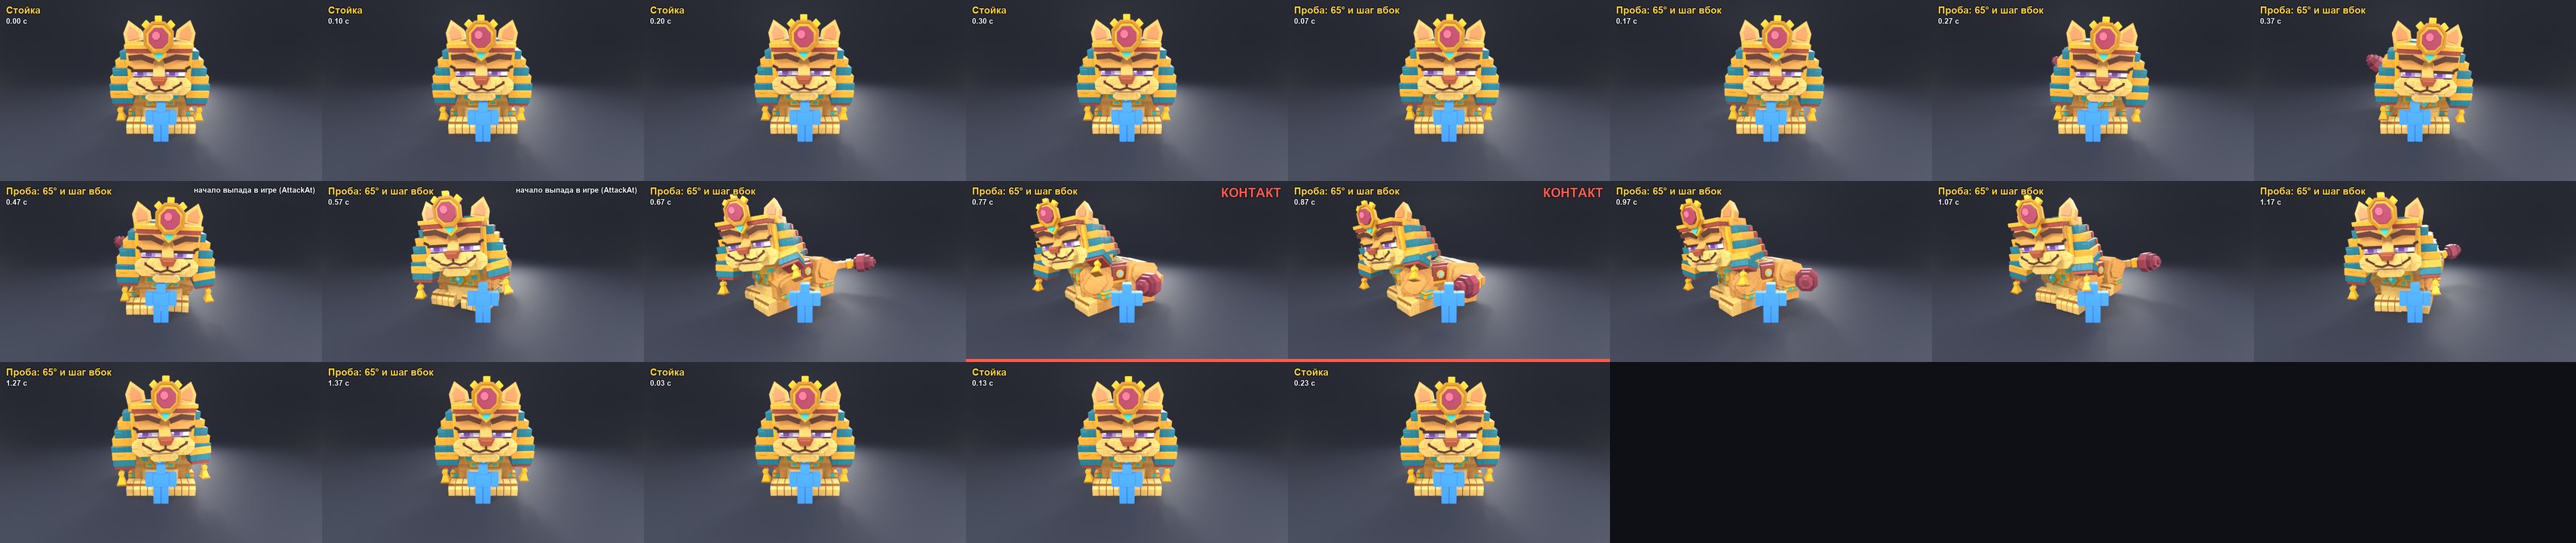 Стойка
0.00 с
Стойка
0.10 с
Стойка
0.20 с
Стойка
0.30 с
Проба: 65° и шаг вбок
0.07 с
Проба: 65° и шаг вбок
0.17 с
Проба: 65° и шаг вбок
0.27 с
Проба: 65° и шаг вбок
0.37 с
Проба: 65° и шаг вбок
начало выпада в игре (AttackAt)
0.47 с
Проба: 65° и шаг вбок
начало выпада в игре (AttackAt)
0.57 с
Проба: 65° и шаг вбок
0.67 с
Проба: 65° и шаг вбок
КОНТАКТ
0.77 с
Проба: 65° и шаг вбок
КОНТАКТ
0.87 с
Проба: 65° и шаг вбок
0.97 с
Проба: 65° и шаг вбок
1.07 с
Проба: 65° и шаг вбок
1.17 с
Проба: 65° и шаг вбок
1.27 с
Проба: 65° и шаг вбок
1.37 с
Стойка
0.03 с
Стойка
0.13 с
Стойка
0.23 с